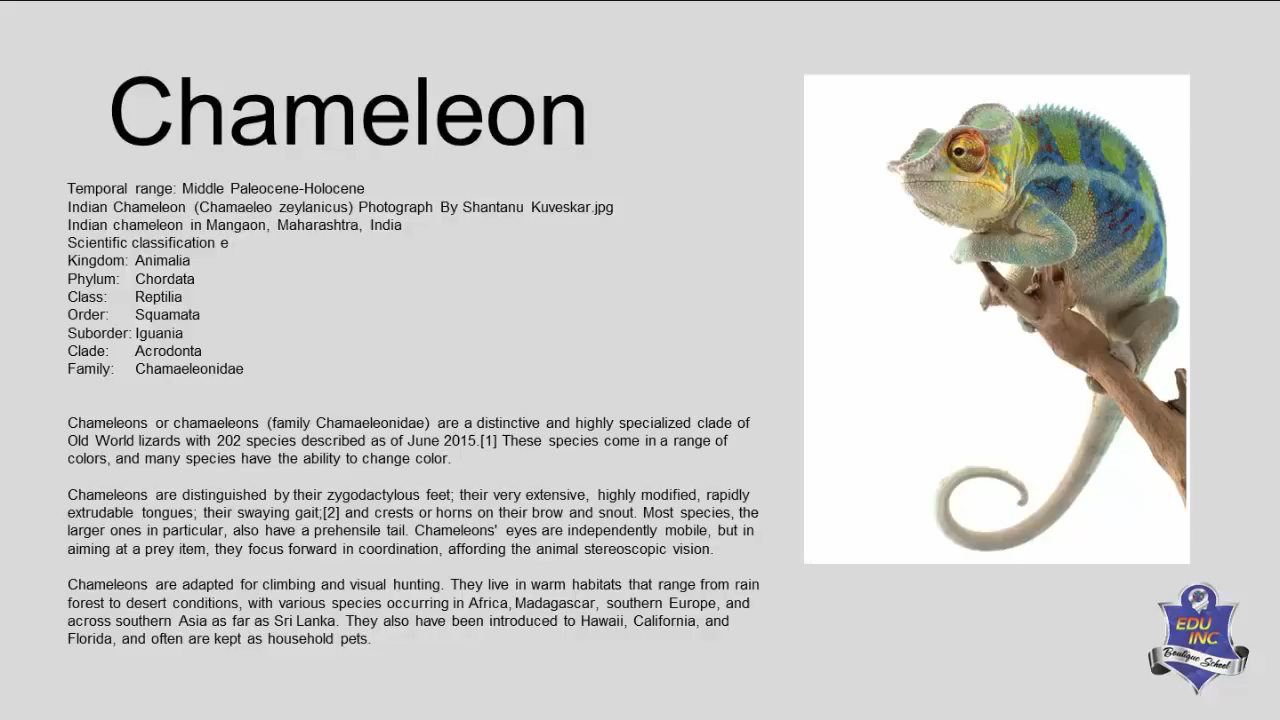 Chameleon
Temporal range: Middle Paleocene-Holocene
Indian Chameleon (Chamaeleo zeylanicus) Photograph By Shantanu Kuveskar.jpg
Indian chameleon in Mangaon, Maharashtra, India
Scientific classification e
Kingdom: Animalia
Phylum: Chordata
Class: Reptilia
Order: Squamata
Suborder: Iguania
Clade: Acrodonta
Family: Chamaeleonidae
Chameleons or chamaeleons (family Chamaeleonidae) are a distinctive and highly specialized clade of
Old World lizards with 202 species described as of June 2015.[1] These species come in a range of
colors, and many species have the ability to change color.
Chameleons are distinguished by their zygodactylous feet; their very extensive, highly modified, rapidly
extrudable tongues; their swaying gait;[2] and crests or horns on their brow and snout. Most species, the
larger ones in particular, also have a prehensile tail. Chameleons' eyes are independently mobile, but in
aiming at a prey item, they focus forward in coordination, affording the animal stereoscopic vision.
Chameleons are adapted for climbing and visual hunting. They live in warm habitats that range from rain
forest to desert conditions, with various species occurring in Africa, Madagascar, southern Europe, and
across southern Asia as far as Sri Lanka. They also have been introduced to Hawaii, California, and
Florida, and often are kept as household pets.
EDU
INC
Boutique School